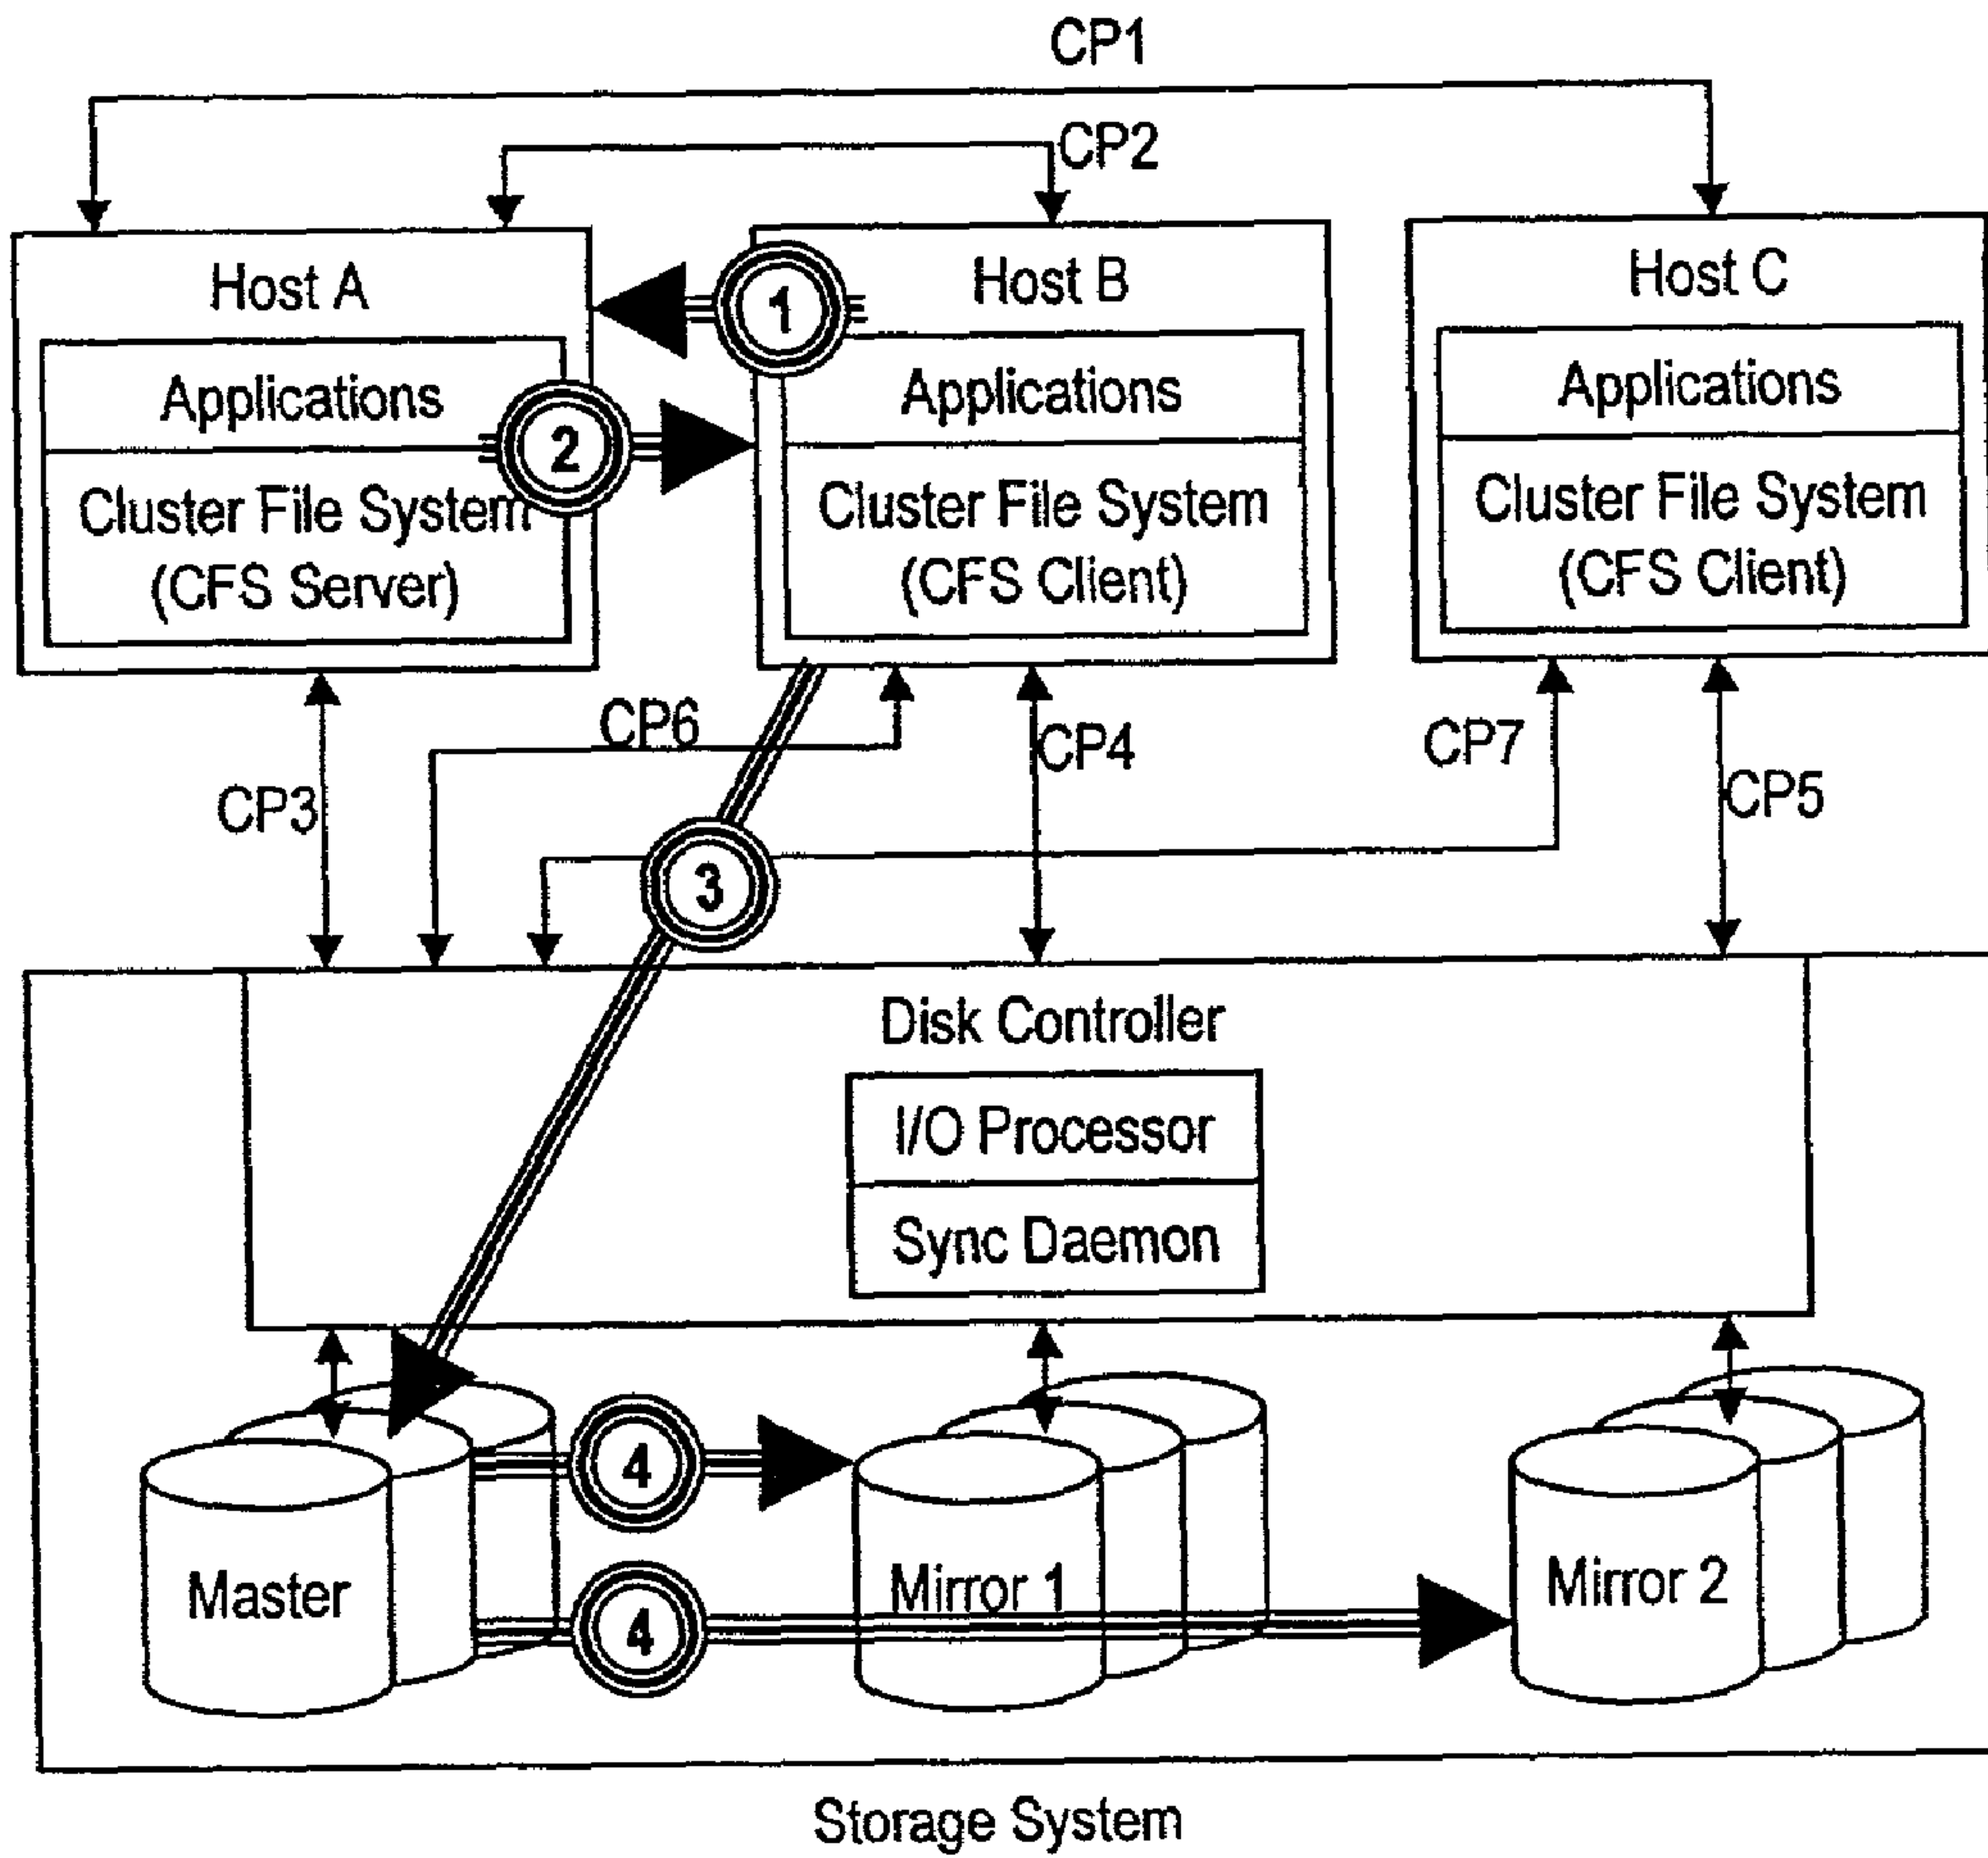 CP1
CP2
Host A
1
Host B
Host C
Applications
Applications
Applications
2
Cluster File System
(CFS Server)
Cluster File System
(CFS Client)
Cluster File System
(CFS Client)
CP6
CP4
CP7
CP3
CP5
3
Disk Controller
I/O Processor
Sync Daemon
4
Master
Mirror 1
Mirror 2
4
Storage System